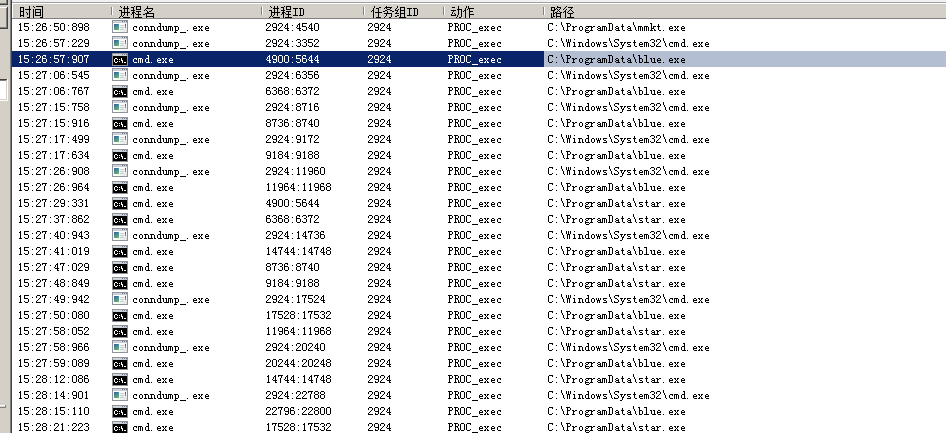 时间 进程名 进程ID 任务组ID 动作 路径
15:26:50:898 conndump_.exe 2924:4540 2924 PROC_exec C:\ProgramData\mmkt.exe
15:26:57:229 conndump_.exe 2924:3352 2924 PROC_exec C:\Windows\System32\cmd.exe
15:26:57:907 cmd.exe 4900:5644 2924 PROC_exec C:\ProgramData\blue.exe
15:27:06:545 conndump_.exe 2924:6356 2924 PROC_exec C:\Windows\System32\cmd.exe
15:27:06:767 cmd.exe 6368:6372 2924 PROC_exec C:\ProgramData\blue.exe
15:27:15:758 conndump_.exe 2924:8716 2924 PROC_exec C:\Windows\System32\cmd.exe
15:27:15:916 cmd.exe 8736:8740 2924 PROC_exec C:\ProgramData\blue.exe
15:27:17:499 conndump_.exe 2924:9172 2924 PROC_exec C:\Windows\System32\cmd.exe
15:27:17:634 cmd.exe 9184:9188 2924 PROC_exec C:\ProgramData\blue.exe
15:27:26:908 conndump_.exe 2924:11960 2924 PROC_exec C:\Windows\System32\cmd.exe
15:27:26:964 cmd.exe 11964:11968 2924 PROC_exec C:\ProgramData\blue.exe
15:27:29:331 cmd.exe 4900:5644 2924 PROC_exec C:\ProgramData\star.exe
15:27:37:862 cmd.exe 6368:6372 2924 PROC_exec C:\ProgramData\star.exe
15:27:40:943 conndump_.exe 2924:14736 2924 PROC_exec C:\Windows\System32\cmd.exe
15:27:41:019 cmd.exe 14744:14748 2924 PROC_exec C:\ProgramData\blue.exe
15:27:47:029 cmd.exe 8736:8740 2924 PROC_exec C:\ProgramData\star.exe
15:27:48:849 cmd.exe 9184:9188 2924 PROC_exec C:\ProgramData\star.exe
15:27:49:942 conndump_.exe 2924:17524 2924 PROC_exec C:\Windows\System32\cmd.exe
15:27:50:080 cmd.exe 17528:17532 2924 PROC_exec C:\ProgramData\blue.exe
15:27:58:052 cmd.exe 11964:11968 2924 PROC_exec C:\ProgramData\star.exe
15:27:58:966 conndump_.exe 2924:20240 2924 PROC_exec C:\Windows\System32\cmd.exe
15:27:59:089 cmd.exe 20244:20248 2924 PROC_exec C:\ProgramData\blue.exe
15:28:12:086 cmd.exe 14744:14748 2924 PROC_exec C:\ProgramData\star.exe
15:28:14:901 conndump_.exe 2924:22788 2924 PROC_exec C:\Windows\System32\cmd.exe
15:28:15:110 cmd.exe 22796:22800 2924 PROC_exec C:\ProgramData\blue.exe
15:28:21:223 cmd.exe 17528:17532 2924 PROC_exec C:\ProgramData\star.exe